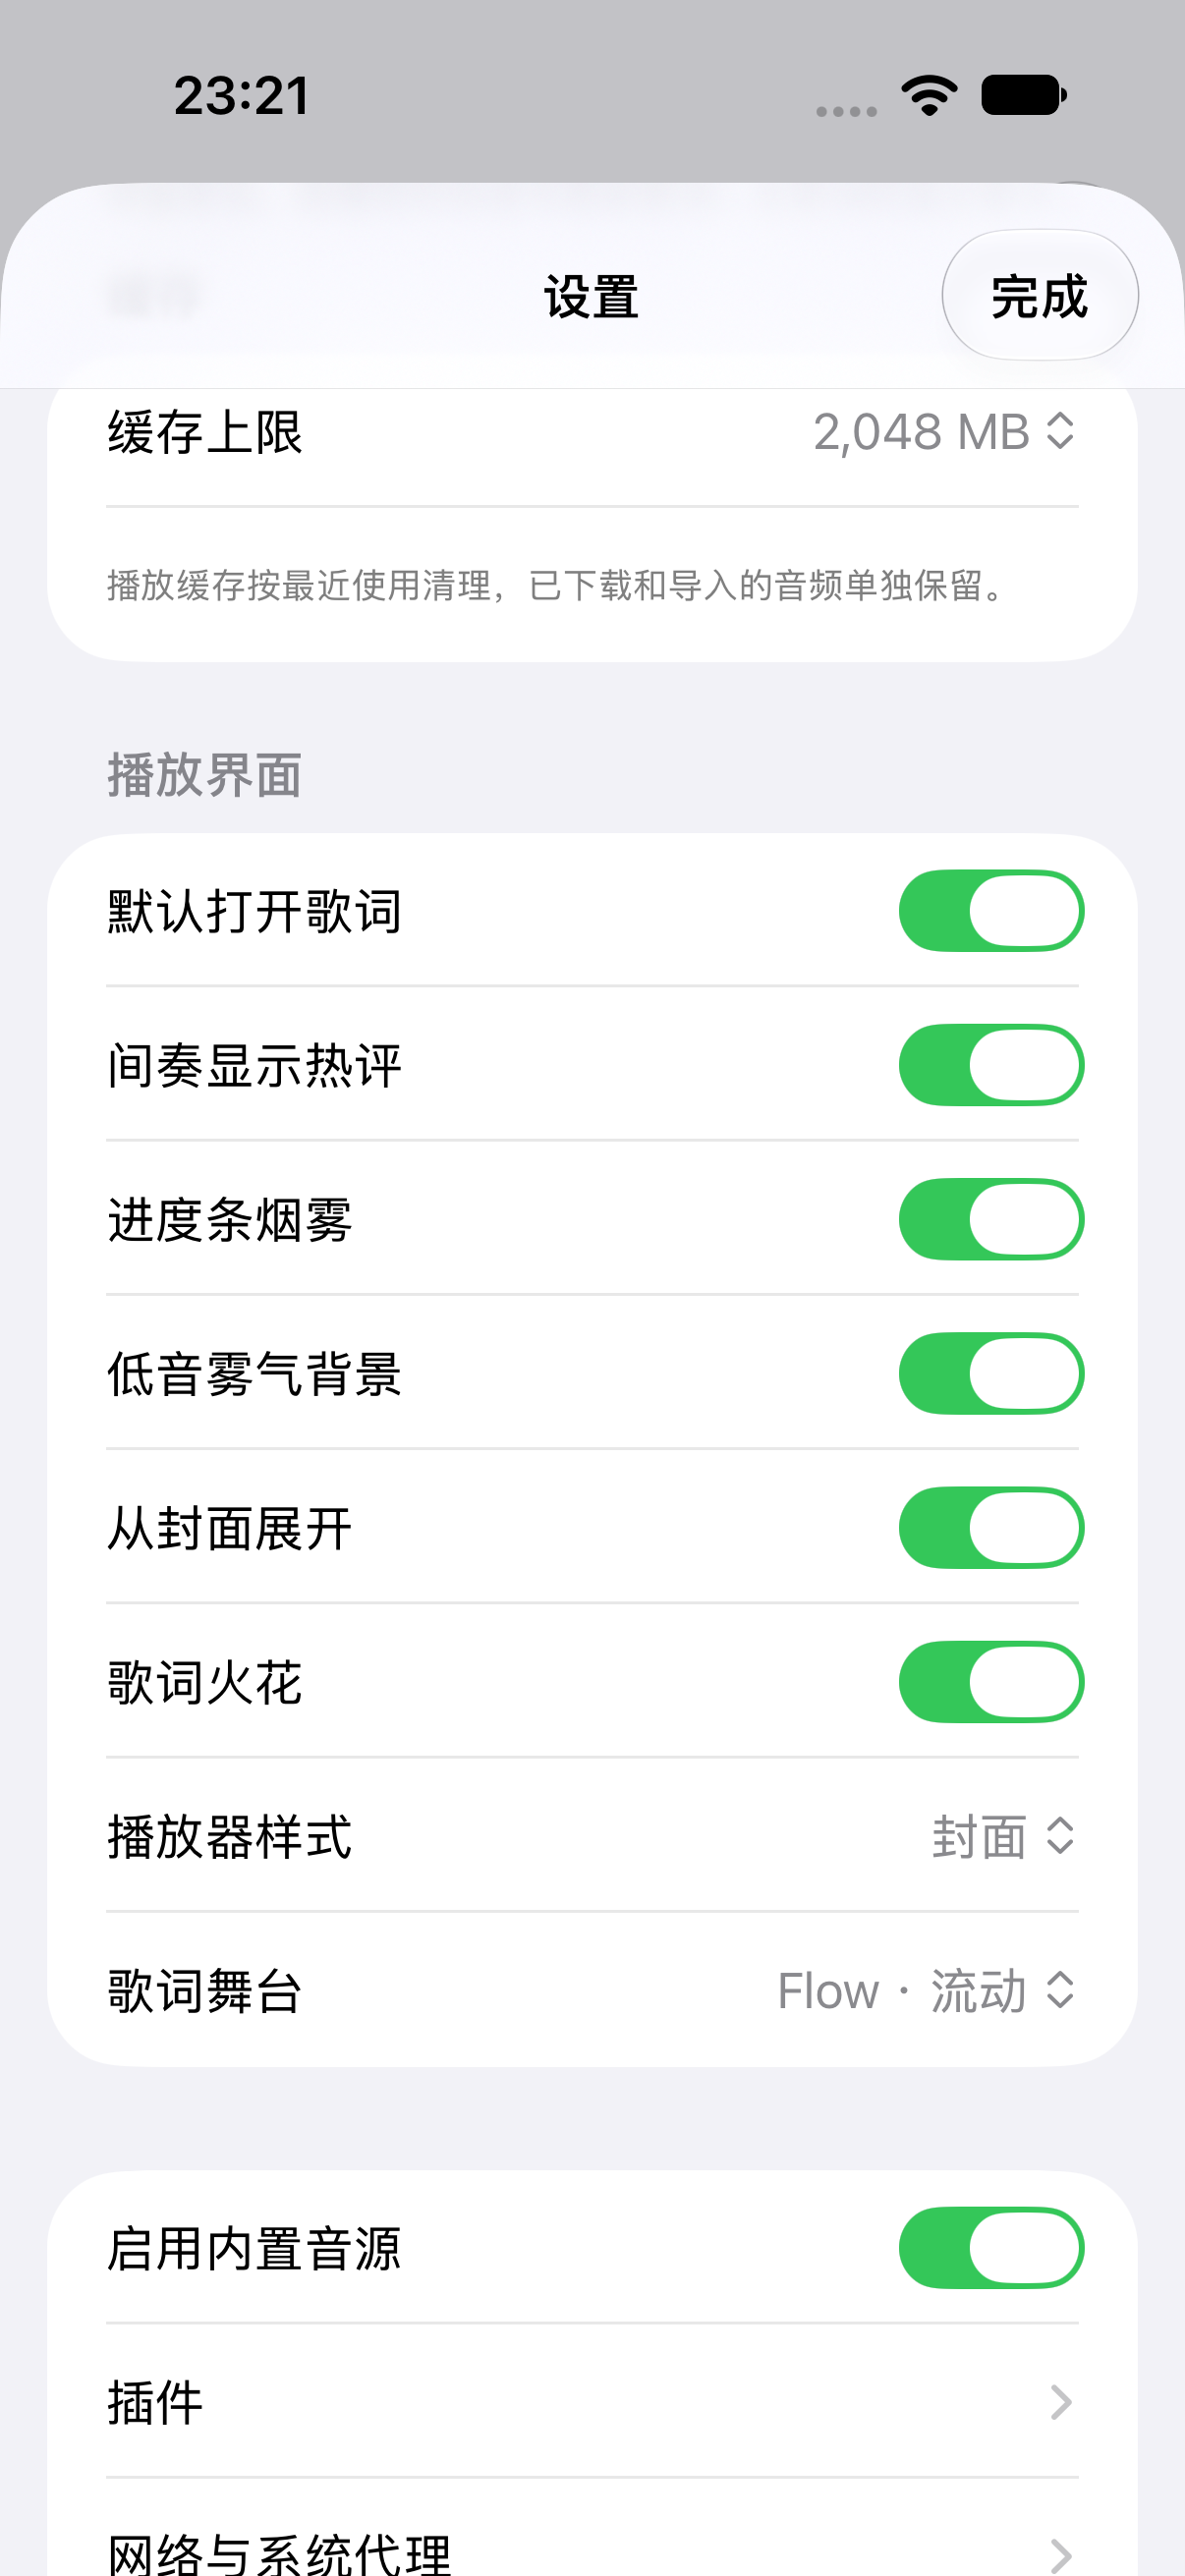 23:21
设置
完成
缓存上限
2,048 MB
播放缓存按最近使用清理，已下载和导入的音频单独保留。
播放界面
默认打开歌词
间奏显示热评
进度条烟雾
低音雾气背景
从封面展开
歌词火花
播放器样式
封面
歌词舞台
Flow · 流动
启用内置音源
插件
网络与系统代理